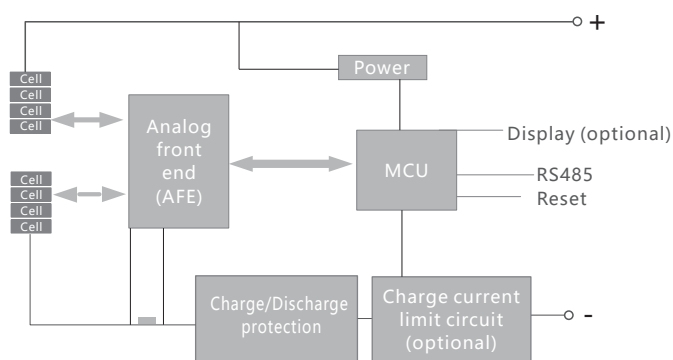 +
Power
Cell
Cell
Cell
Cell
Analog
front
end
(AFE)
MCU
Display (optional)
RS485
Reset
Cell
Cell
Cell
Cell
Charge/Discharge
protection
Charge current
limit circuit
(optional)
-